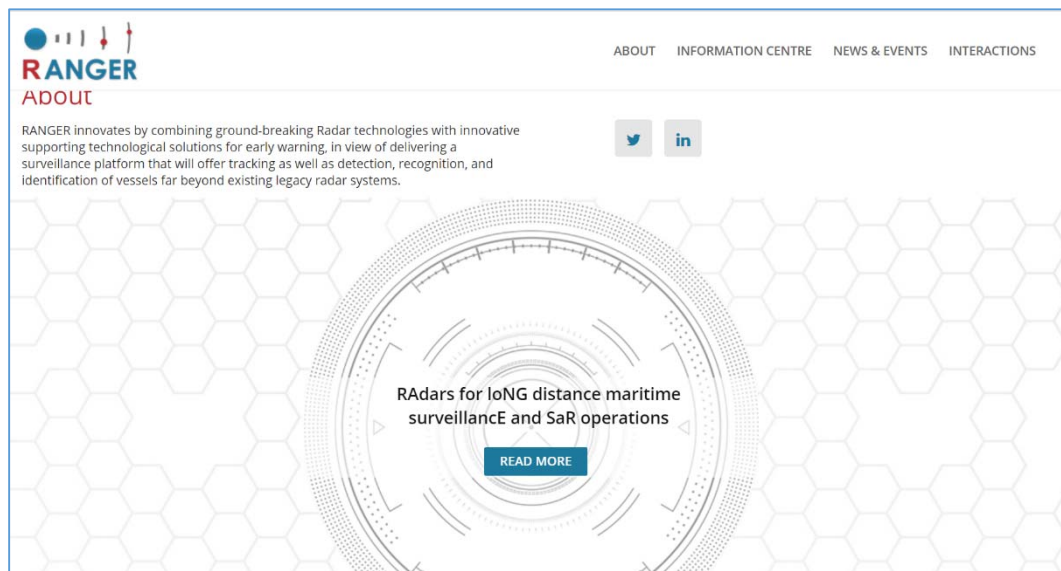 RANGER
ABOUT INFORMATION CENTRE NEWS & EVENTS INTERACTIONS
About
RANGER innovates by combining ground-breaking Radar technologies with innovative
supporting technological solutions for early warning, in view of delivering a
surveillance platform that will offer tracking as well as detection, recognition, and
identification of vessels far beyond existing legacy radar systems.
in
RAdars for loNG distance maritime
surveillancE and SaR operations
READ MORE